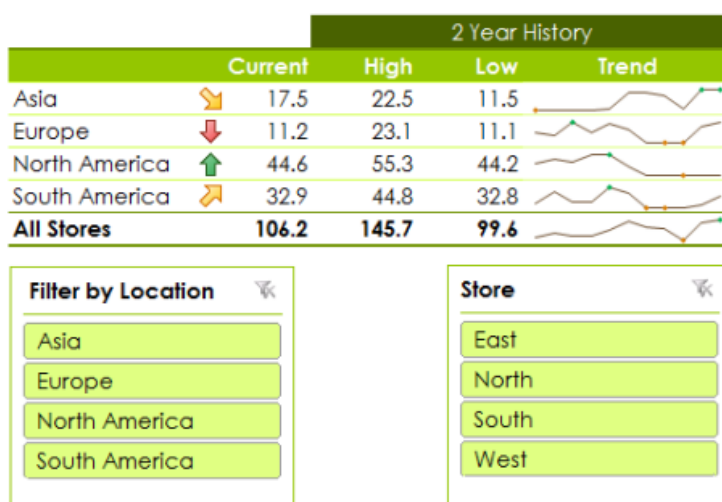 2 Year History
Current High Low Trend
Asia 17.5 22.5 11.5
Europe 11.2 23.1 11.1
North America 44.6 55.3 44.2
South America 32.9 44.8 32.8
All Stores 106.2 145.7 99.6
Filter by Location
Asia
Europe
North America
South America
Store
East
North
South
West